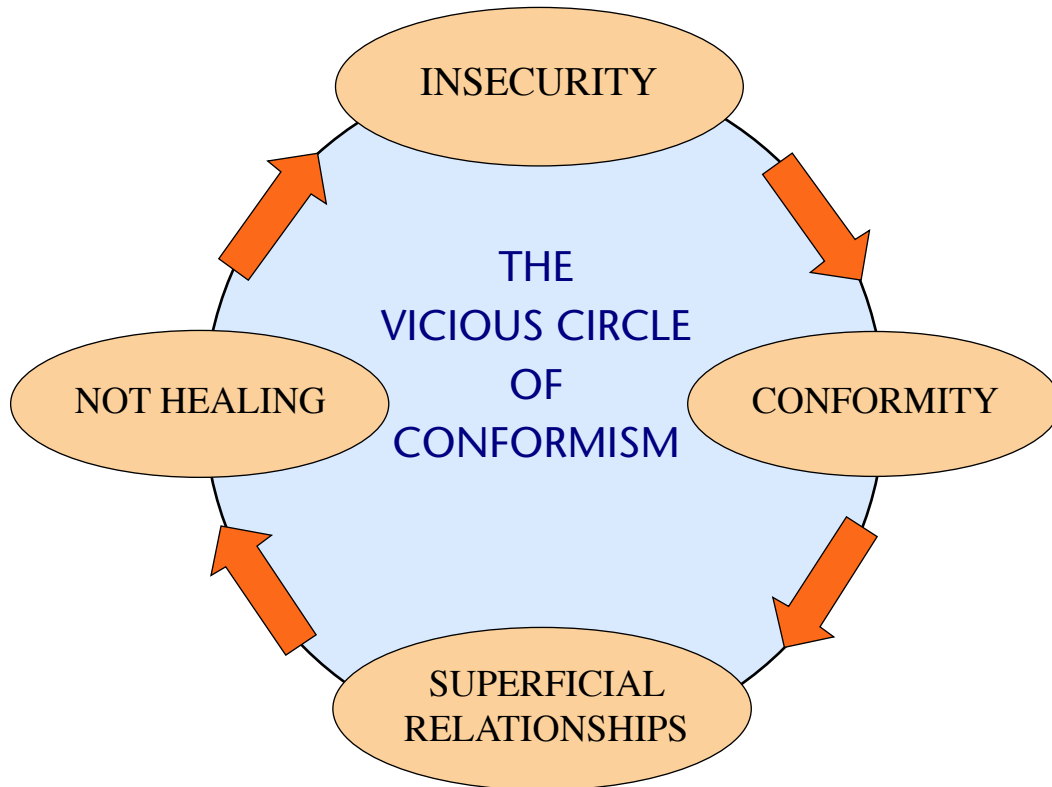 INSECURITY
THE
VICIOUS CIRCLE
OF
CONFORMISM
NOT HEALING
CONFORMITY
SUPERFICIAL
RELATIONSHIPS